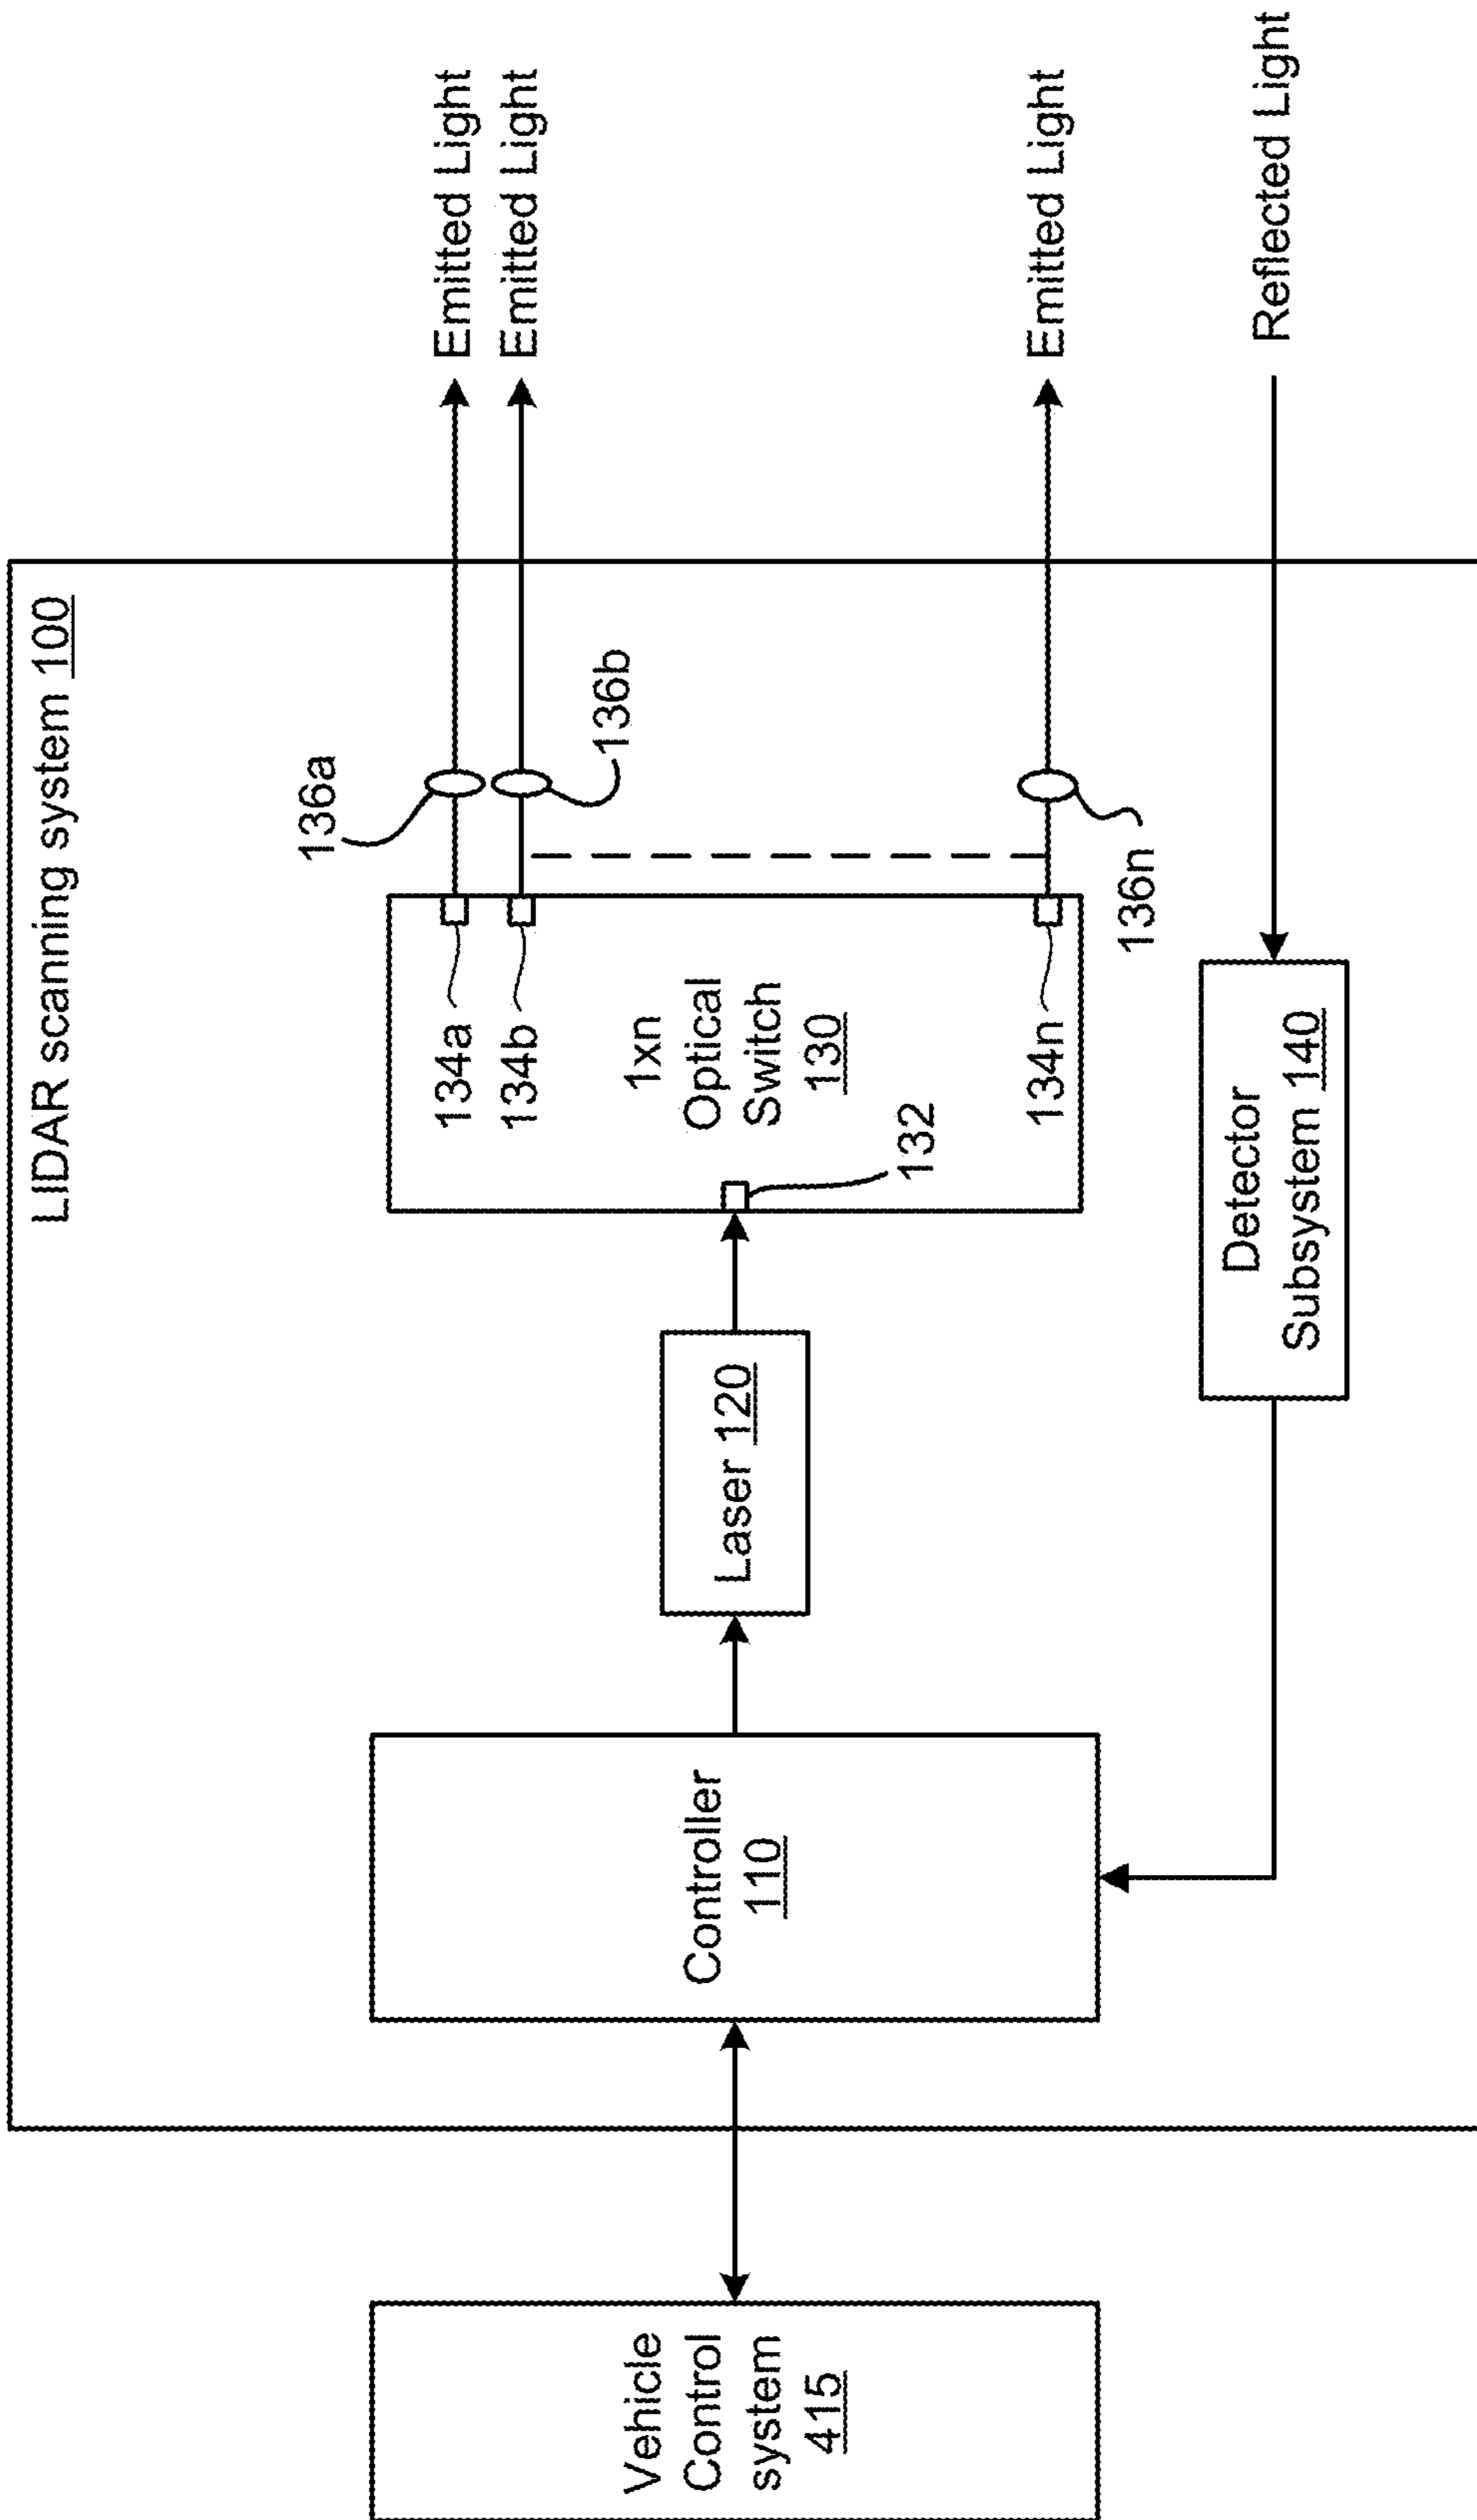 LIDAR scanning system 100
Vehicle
Control
system
415
Controller
110
Laser 120
1xn
Optical
Switch
130
132
134a
134b
134n
136a
136b
136n
Emitted Light
Emitted Light
Emitted Light
Reflected Light
Detector
Subsystem 140